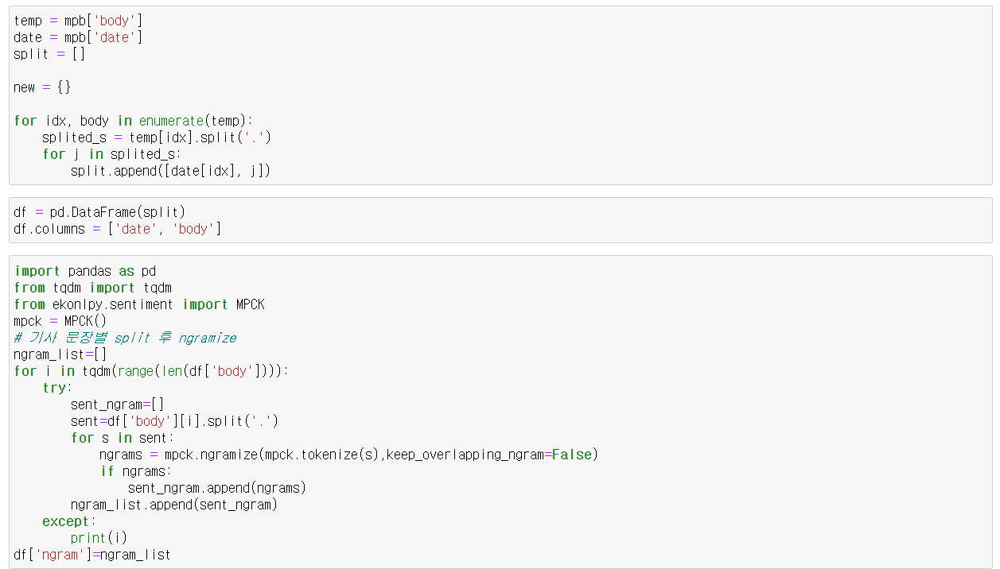 temp = mpb['body']
date = mpb['date']
split = []
new = {}
for idx, body in enumerate(temp):
    splited_s = temp[idx].split('.')
    for j in splited_s:
        split.append([date[idx], j])
df = pd.DataFrame(split)
df.columns = ['date', 'body']
import pandas as pd
from tqdm import tqdm
from ekonlpy.sentiment import MPCK
mpck = MPCK()
# 기사 문장별 split 후 ngramize
ngram_list=[]
for i in tqdm(range(len(df['body']))):
    try:
        sent_ngram=[]
        sent=df['body'][i].split('.')
        for s in sent:
            ngrams = mpck.ngramize(mpck.tokenize(s),keep_overlapping_ngram=False)
            if ngrams:
                sent_ngram.append(ngrams)
        ngram_list.append(sent_ngram)
    except:
        print(i)
df['ngram']=ngram_list